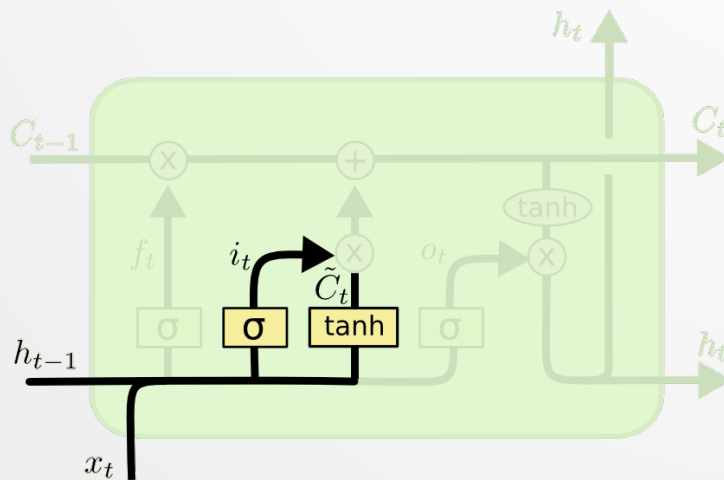 h_t
C_{t-1}
C_t
x
+
tanh
f_t
i_t
x
o_t
x
C̃_t
σ
σ
tanh
σ
h_{t-1}
h_t
x_t